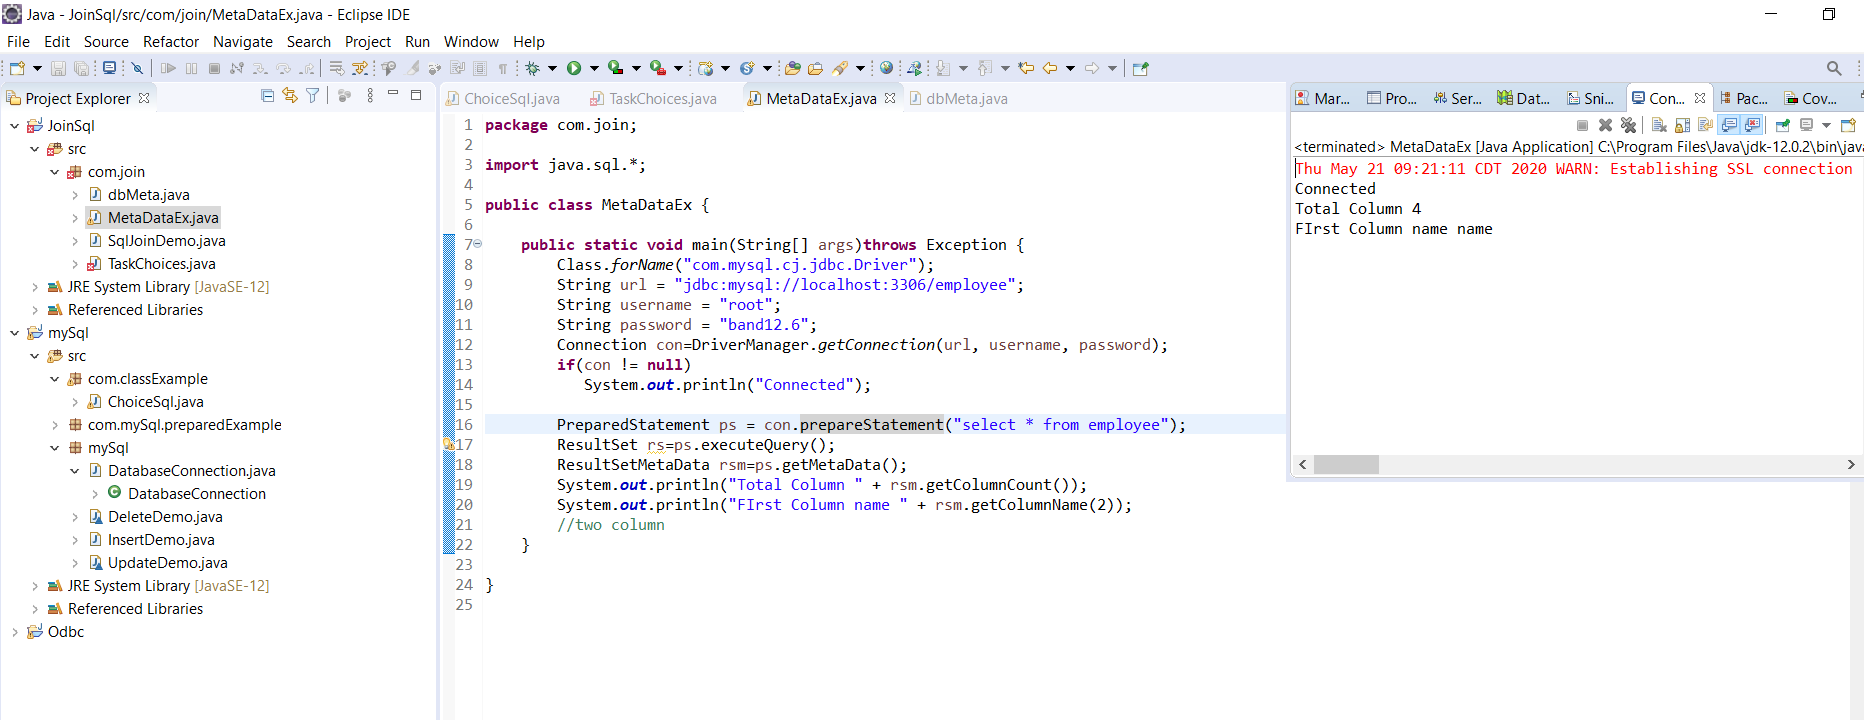 Java - JoinSql/src/com/join/MetaDataEx.java - Eclipse IDE
File Edit Source Refactor Navigate Search Project Run Window Help
Project Explorer
JoinSql
src
com.join
dbMeta.java
MetaDataEx.java
SqlJoinDemo.java
TaskChoices.java
JRE System Library [JavaSE-12]
Referenced Libraries
mySql
src
com.classExample
ChoiceSql.java
com.mySql.preparedExample
mySql
DatabaseConnection.java
DatabaseConnection
DeleteDemo.java
InsertDemo.java
UpdateDemo.java
JRE System Library [JavaSE-12]
Referenced Libraries
Odbc
ChoiceSql.java TaskChoices.java MetaDataEx.java dbMeta.java
1 package com.join;
2
3 import java.sql.*;
4
5 public class MetaDataEx {
6
7 public static void main(String[] args)throws Exception {
8 Class.forName("com.mysql.cj.jdbc.Driver");
9 String url = "jdbc:mysql://localhost:3306/employee";
10 String username = "root";
11 String password = "band12.6";
12 Connection con=DriverManager.getConnection(url, username, password);
13 if(con != null)
14 System.out.println("Connected");
15
16 PreparedStatement ps = con.prepareStatement("select * from employee");
17 ResultSet rs=ps.executeQuery();
18 ResultSetMetaData rsm=ps.getMetaData();
19 System.out.println("Total Column " + rsm.getColumnCount());
20 System.out.println("FIrst Column name " + rsm.getColumnName(2));
21 //two column
22 }
23
24 }
25
Mar... Pro... Ser... Dat... Sni... Con... Pac... Cov...
<terminated> MetaDataEx [Java Application] C:\Program Files\Java\jdk-12.0.2\bin\java
Thu May 21 09:21:11 CDT 2020 WARN: Establishing SSL connection
Connected
Total Column 4
FIrst Column name name